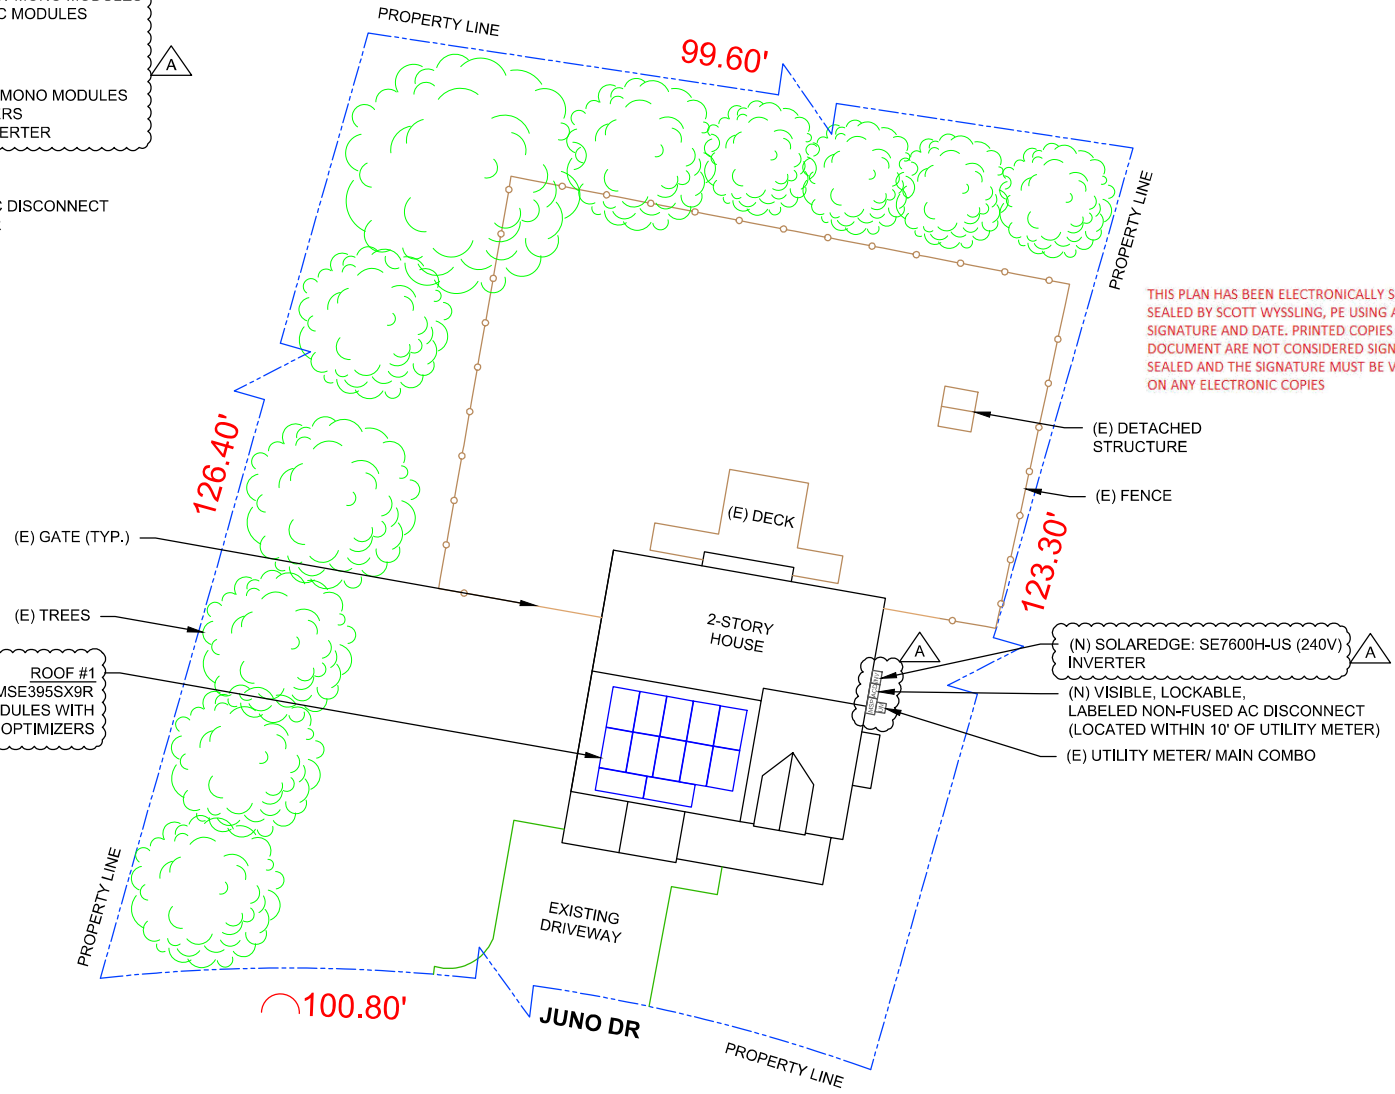 C MODULES
A
MONO MODULES
ERTER
DISCONNECT
PROPERTY LINE
99.60'
PROPERTY LINE
THIS PLAN HAS BEEN ELECTRONICALLY
SEALED BY SCOTT WYSSLING, PE USING
SIGNATURE AND DATE. PRINTED COPIES
DOCUMENT ARE NOT CONSIDERED SIGN
SEALED AND THE SIGNATURE MUST BE V
ON ANY ELECTRONIC COPIES
(E) DETACHED
STRUCTURE
(E) FENCE
126.40'
(E) DECK
123.30'
(E) GATE (TYP.)
(E) TREES
2-STORY
HOUSE
A
(N) SOLAREDGE: SE7600H-US (240V)
INVERTER
A
(N) VISIBLE, LOCKABLE,
LABELED NON-FUSED AC DISCONNECT
(LOCATED WITHIN 10' OF UTILITY METER)
(E) UTILITY METER/ MAIN COMBO
ROOF #1
MSE395SX9R
DULES WITH
OPTIMIZERS
PROPERTY LINE
EXISTING
DRIVEWAY
100.80'
JUNO DR
PROPERTY LINE